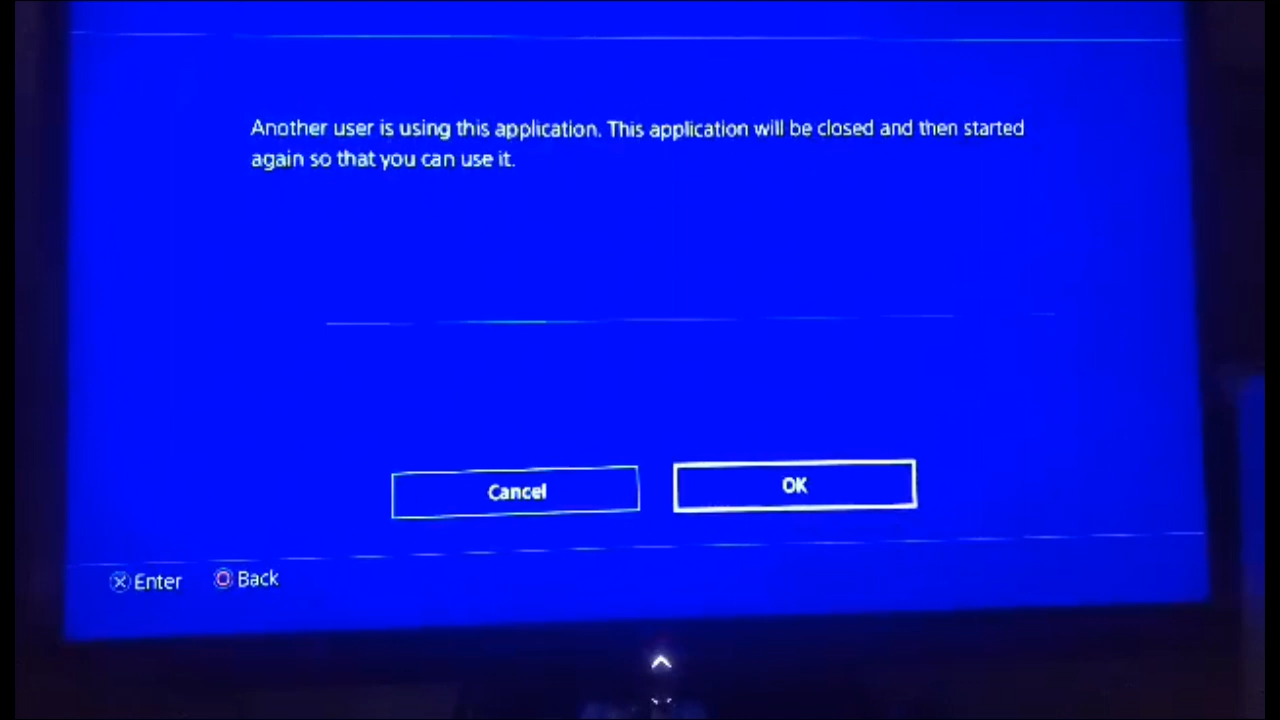 Another user is using this application. This application will be closed and then started
again so that you can use it.
Cancel
OK
Enter
Back